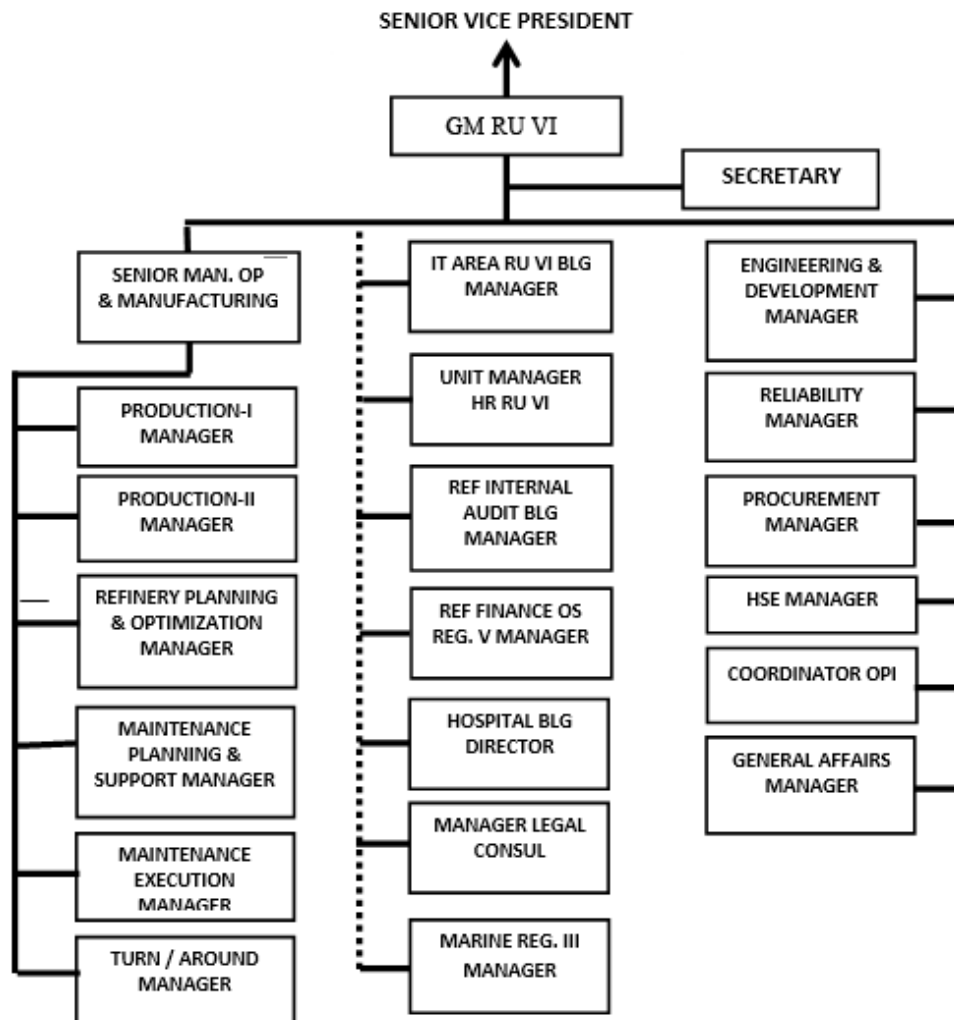 SENIOR VICE PRESIDENT
GM RU VI
SECRETARY
SENIOR MAN. OP
& MANUFACTURING
PRODUCTION-I
MANAGER
PRODUCTION-II
MANAGER
REFINERY PLANNING
& OPTIMIZATION
MANAGER
MAINTENANCE
PLANNING &
SUPPORT MANAGER
MAINTENANCE
EXECUTION
MANAGER
TURN / AROUND
MANAGER
IT AREA RU VI BLG
MANAGER
UNIT MANAGER
HR RU VI
REF INTERNAL
AUDIT BLG
MANAGER
REF FINANCE OS
REG. V MANAGER
HOSPITAL BLG
DIRECTOR
MANAGER LEGAL
CONSUL
MARINE REG. III
MANAGER
ENGINEERING &
DEVELOPMENT
MANAGER
RELIABILITY
MANAGER
PROCUREMENT
MANAGER
HSE MANAGER
COORDINATOR OPI
GENERAL AFFAIRS
MANAGER